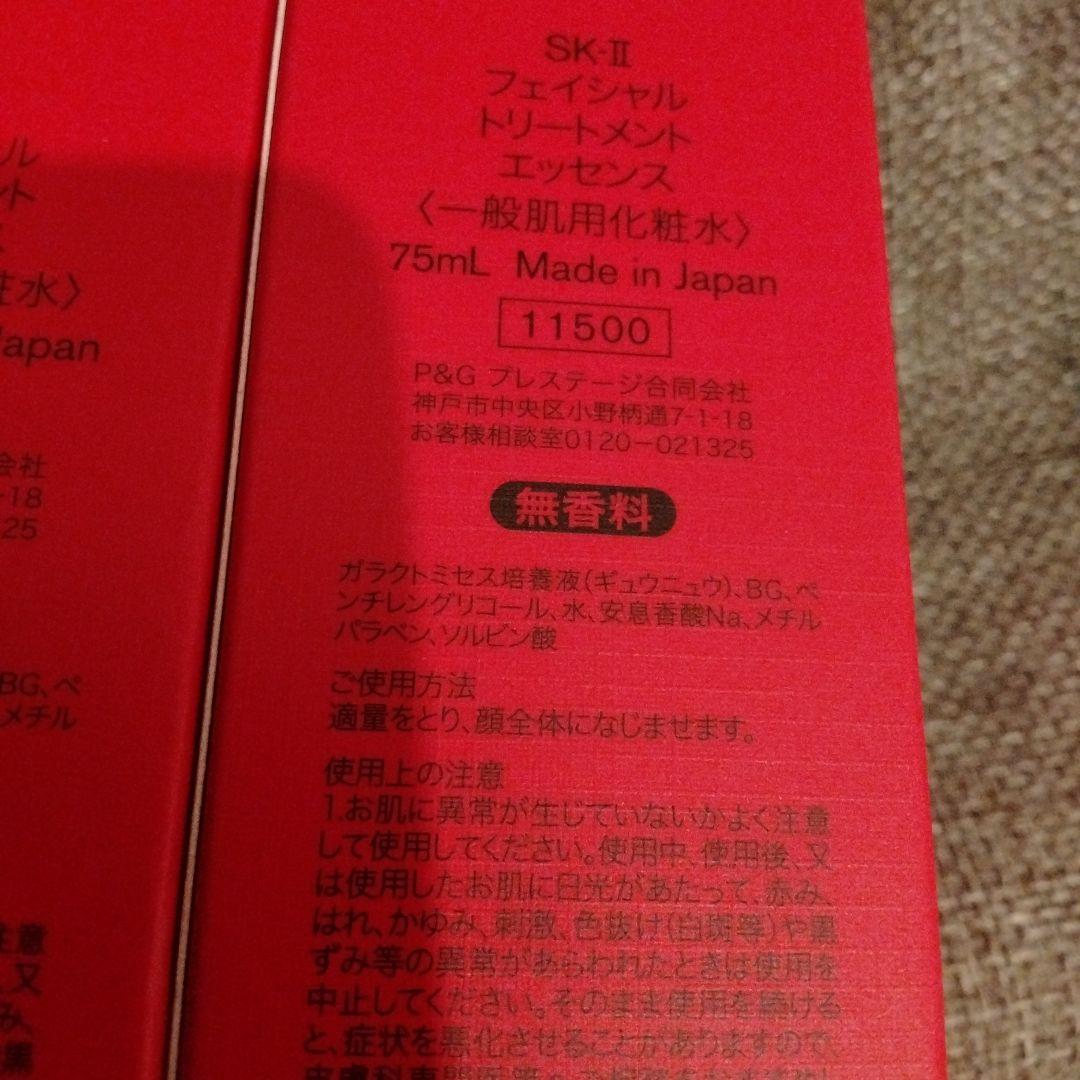 SK-II
フェイシャル
トリートメント
エッセンス
〈一般肌用化粧水〉
75mL Made in Japan
11500
P&G プレステージ合同会社
神戸市中央区小野柄通7-1-18
お客様相談室0120-021325
無香料
ガラクトミセス培養液(ギュウニュウ)、BG、ペ
ンチレングリコール、水、安息香酸Na、メチル
パラベン、ソルビン酸
ご使用方法
適量をとり、顔全体になじませます。
使用上の注意
1.お肌に異常が生じていないかよく注意
して使用してください。使用中、使用後、又
は使用したお肌に日光があたって、赤み、
はれ、かゆみ、刺激、色抜け(白斑等)や黒
ずみ等の異常があらわれたときは使用を
中止してください。そのまま使用を続ける
と、症状を悪化させることがありますので、
ル
ント
ス
粧水〉
Japan
会社
-18
25
BG、ペ
メチル
注意
、又
み、
黒